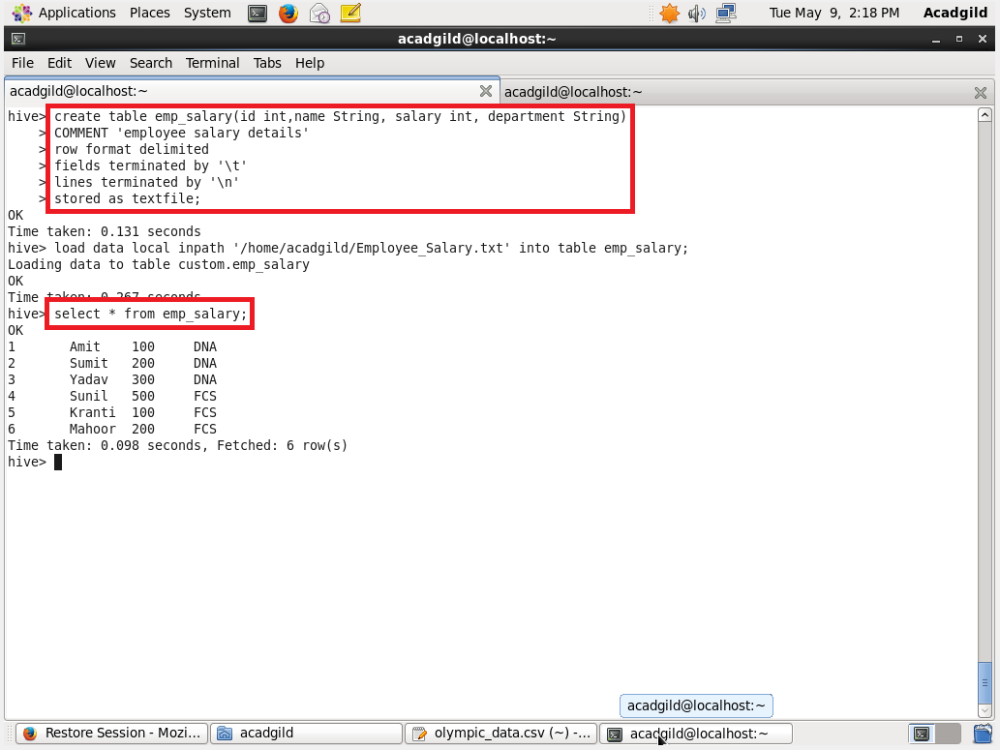 Applications Places System Tue May 9, 2:18 PM Acadgild
acadgild@localhost:~
File Edit View Search Terminal Tabs Help
acadgild@localhost:~ acadgild@localhost:~
hive> create table emp_salary(id int,name String, salary int, department String)
> COMMENT 'employee salary details'
> row format delimited
> fields terminated by '\t'
> lines terminated by '\n'
> stored as textfile;
OK
Time taken: 0.131 seconds
hive> load data local inpath '/home/acadgild/Employee_Salary.txt' into table emp_salary;
Loading data to table custom.emp_salary
OK
Time taken: 0.267 seconds
hive> select * from emp_salary;
OK
1 Amit 100 DNA
2 Sumit 200 DNA
3 Yadav 300 DNA
4 Sunil 500 FCS
5 Kranti 100 FCS
6 Mahoor 200 FCS
Time taken: 0.098 seconds, Fetched: 6 row(s)
hive>
acadgild@localhost:~
Restore Session - Mozi... acadgild olympic_data.csv (~) -... acadgild@localhost:~